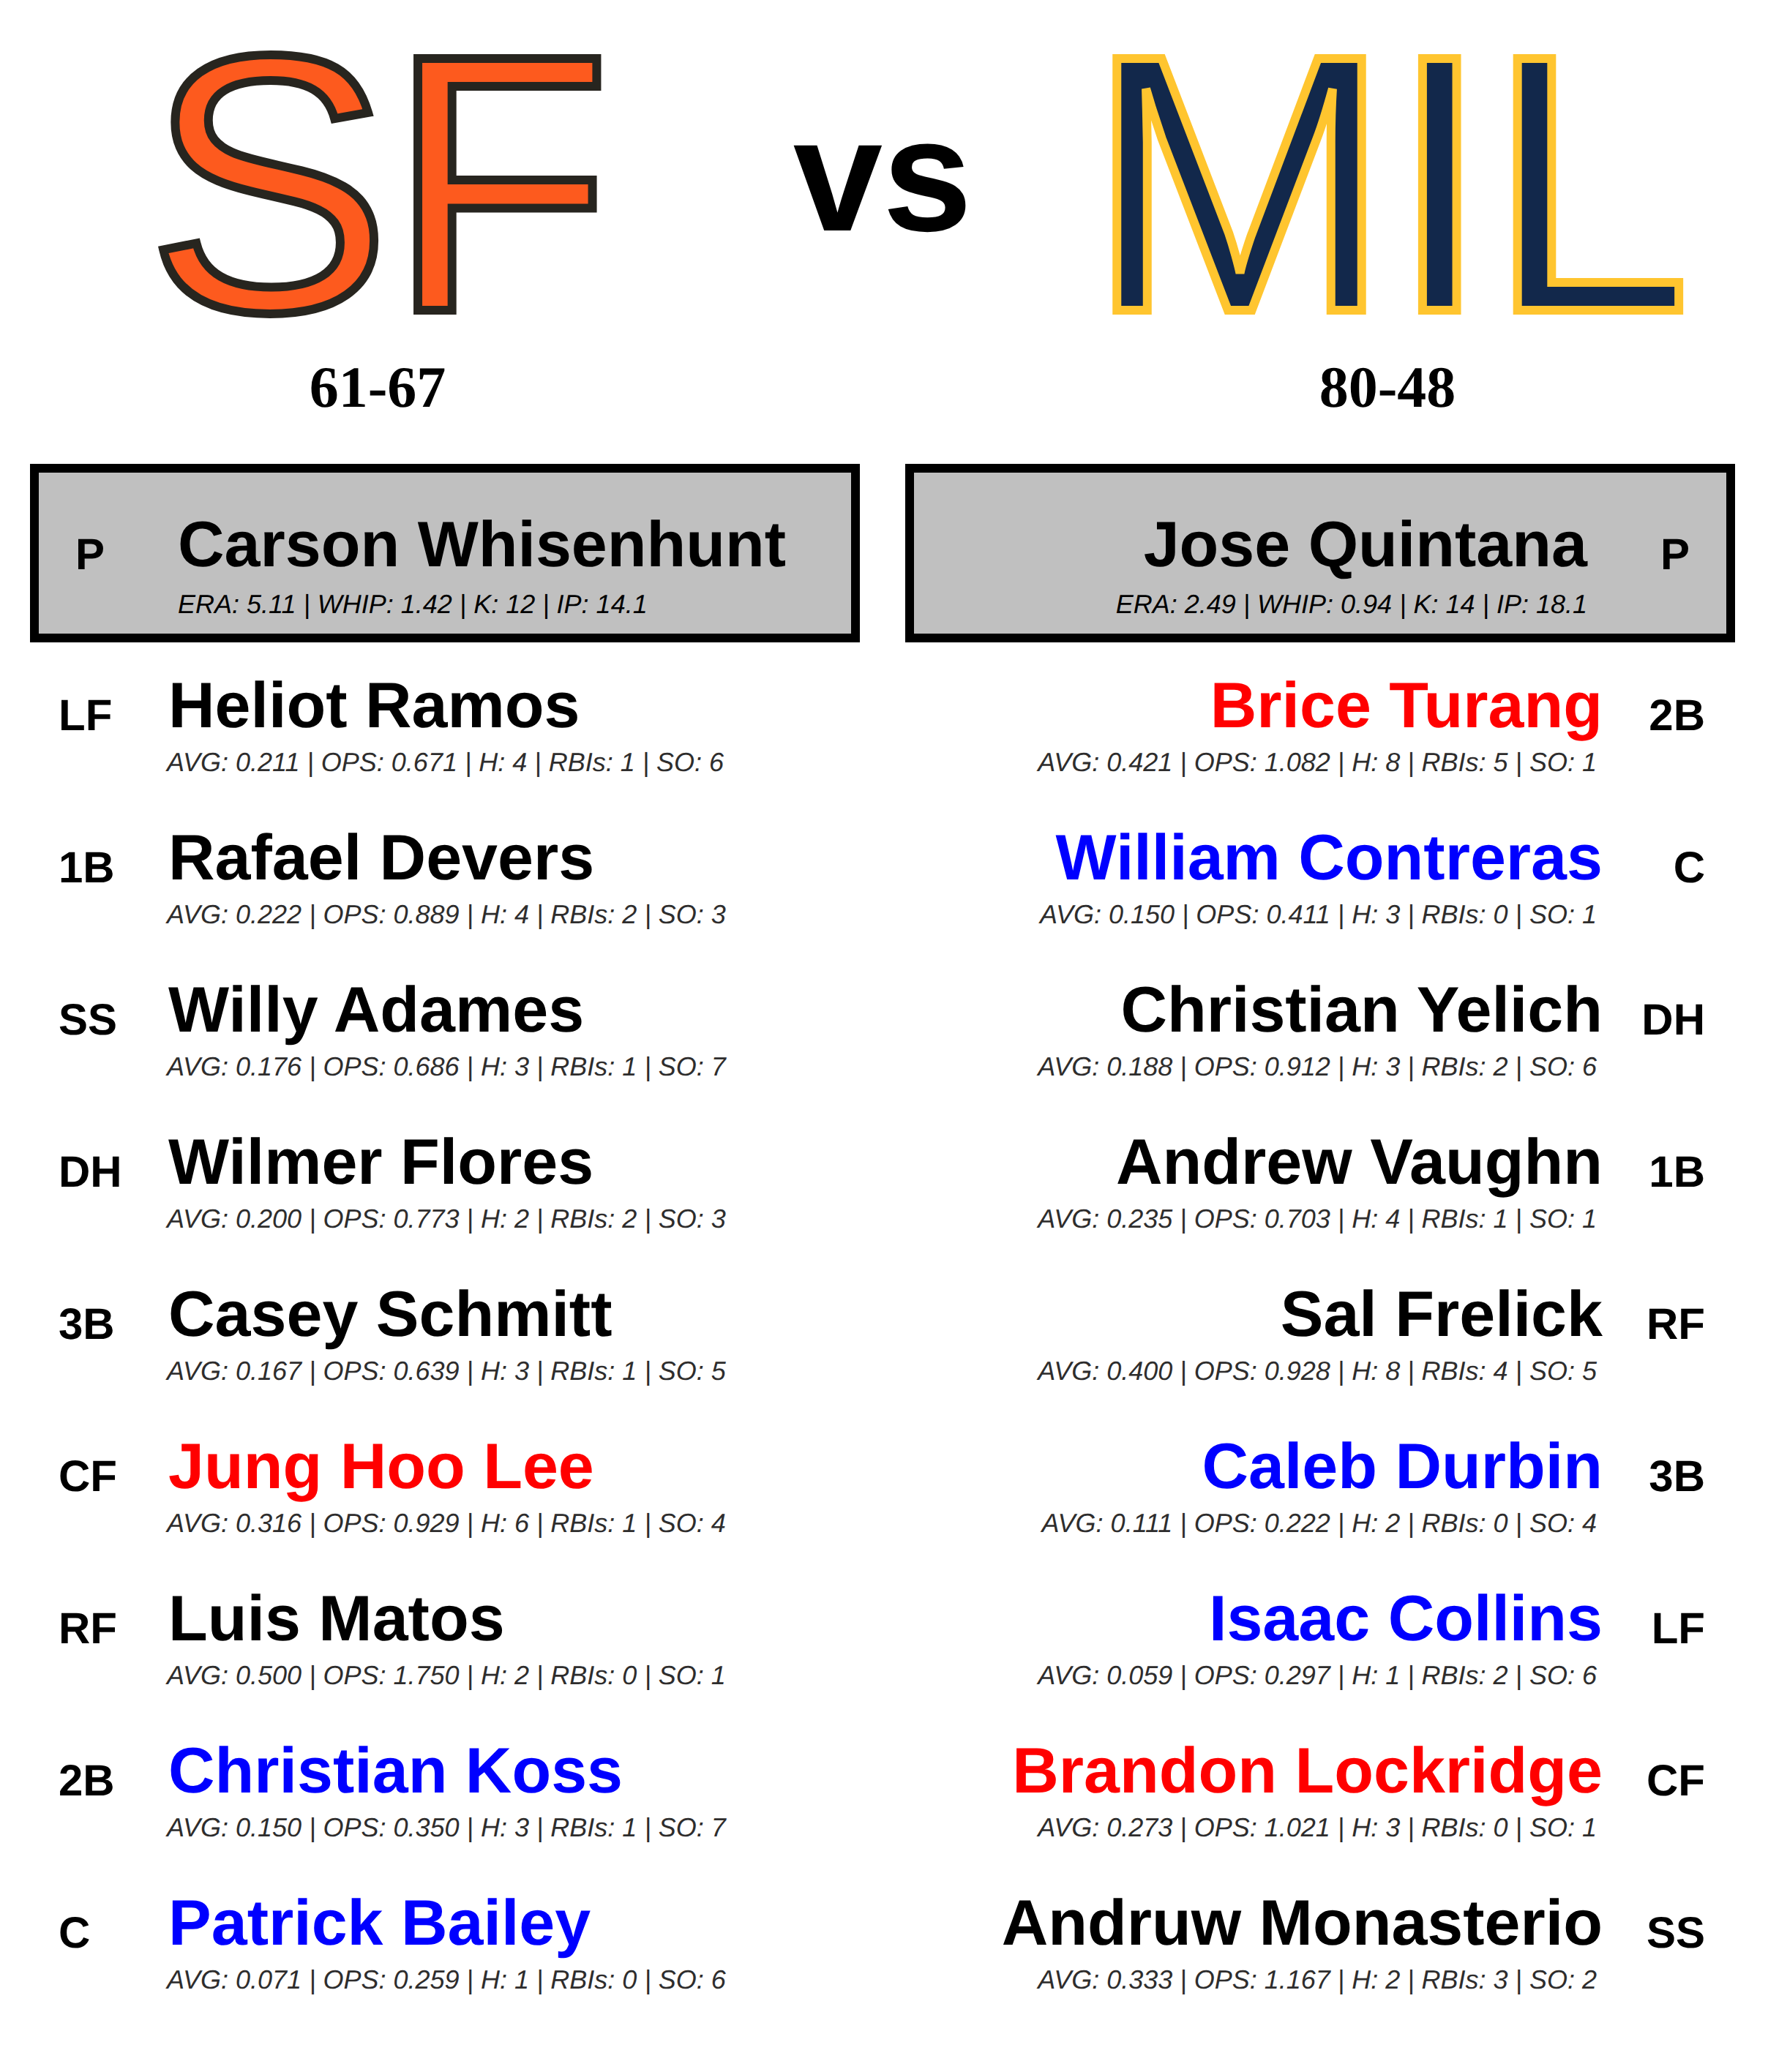 SF vs MIL
61-67 80-48
P Carson Whisenhunt
ERA: 5.11 | WHIP: 1.42 | K: 12 | IP: 14.1
Jose Quintana P
ERA: 2.49 | WHIP: 0.94 | K: 14 | IP: 18.1
LF Heliot Ramos
AVG: 0.211 | OPS: 0.671 | H: 4 | RBIs: 1 | SO: 6
1B Rafael Devers
AVG: 0.222 | OPS: 0.889 | H: 4 | RBIs: 2 | SO: 3
SS Willy Adames
AVG: 0.176 | OPS: 0.686 | H: 3 | RBIs: 1 | SO: 7
DH Wilmer Flores
AVG: 0.200 | OPS: 0.773 | H: 2 | RBIs: 2 | SO: 3
3B Casey Schmitt
AVG: 0.167 | OPS: 0.639 | H: 3 | RBIs: 1 | SO: 5
CF Jung Hoo Lee
AVG: 0.316 | OPS: 0.929 | H: 6 | RBIs: 1 | SO: 4
RF Luis Matos
AVG: 0.500 | OPS: 1.750 | H: 2 | RBIs: 0 | SO: 1
2B Christian Koss
AVG: 0.150 | OPS: 0.350 | H: 3 | RBIs: 1 | SO: 7
C Patrick Bailey
AVG: 0.071 | OPS: 0.259 | H: 1 | RBIs: 0 | SO: 6
Brice Turang 2B
AVG: 0.421 | OPS: 1.082 | H: 8 | RBIs: 5 | SO: 1
William Contreras C
AVG: 0.150 | OPS: 0.411 | H: 3 | RBIs: 0 | SO: 1
Christian Yelich DH
AVG: 0.188 | OPS: 0.912 | H: 3 | RBIs: 2 | SO: 6
Andrew Vaughn 1B
AVG: 0.235 | OPS: 0.703 | H: 4 | RBIs: 1 | SO: 1
Sal Frelick RF
AVG: 0.400 | OPS: 0.928 | H: 8 | RBIs: 4 | SO: 5
Caleb Durbin 3B
AVG: 0.111 | OPS: 0.222 | H: 2 | RBIs: 0 | SO: 4
Isaac Collins LF
AVG: 0.059 | OPS: 0.297 | H: 1 | RBIs: 2 | SO: 6
Brandon Lockridge CF
AVG: 0.273 | OPS: 1.021 | H: 3 | RBIs: 0 | SO: 1
Andruw Monasterio SS
AVG: 0.333 | OPS: 1.167 | H: 2 | RBIs: 3 | SO: 2